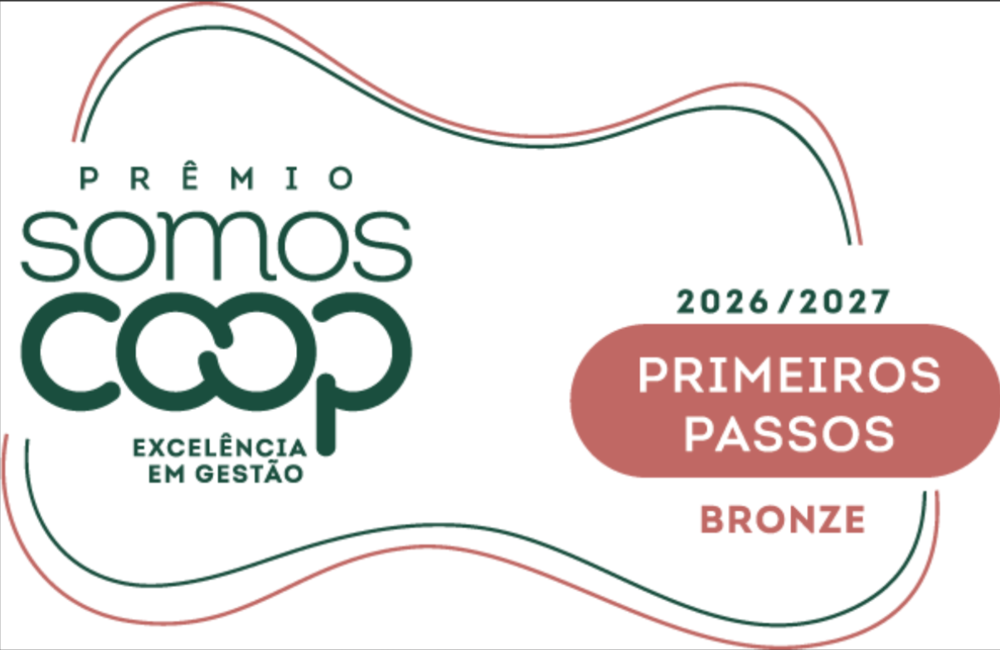 PRÊMIO
somos
coop
EXCELÊNCIA
EM GESTÃO
2026/2027
PRIMEIROS
PASSOS
BRONZE